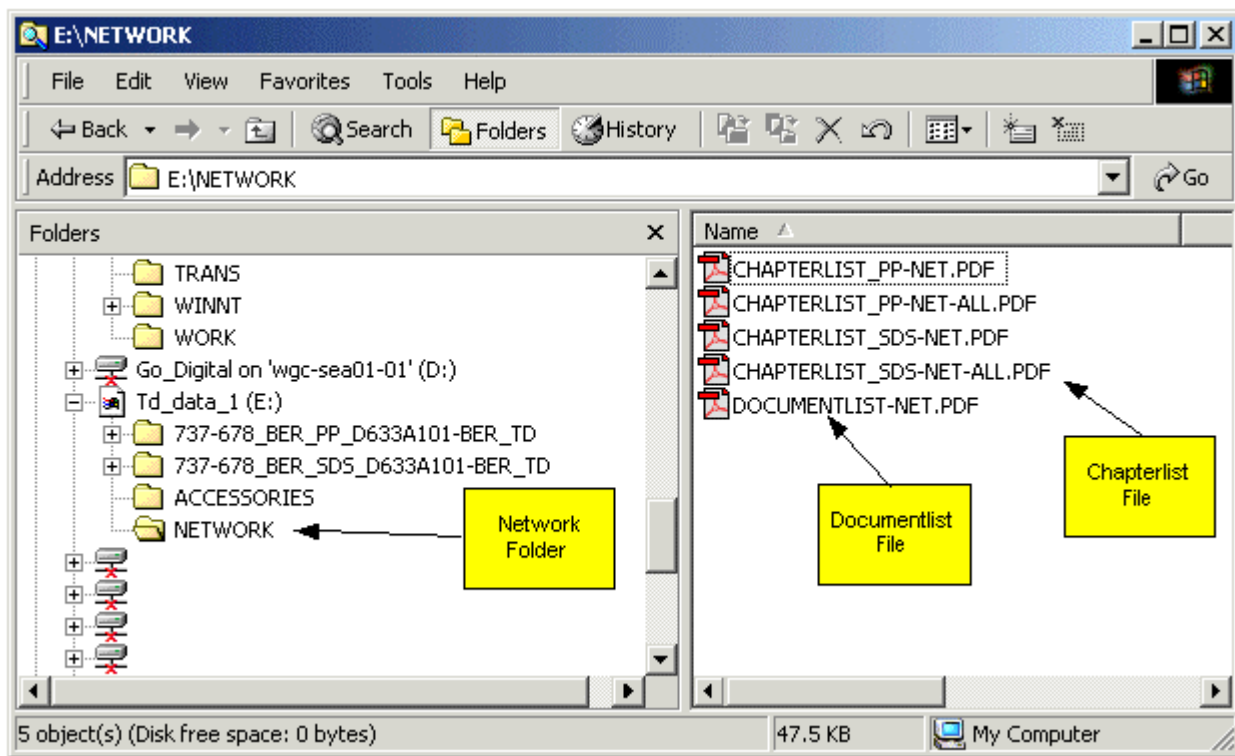 E:\NETWORK
File Edit View Favorites Tools Help
Back Search Folders History
Address E:\NETWORK Go
Folders
TRANS
WINNT
WORK
Go_Digital on 'wgc-sea01-01' (D:)
Td_data_1 (E:)
737-678_BER_PP_D633A101-BER_TD
737-678_BER_SDS_D633A101-BER_TD
ACCESSORIES
NETWORK
Network
Folder
Name
CHAPTERLIST_PP-NET.PDF
CHAPTERLIST_PP-NET-ALL.PDF
CHAPTERLIST_SDS-NET.PDF
CHAPTERLIST_SDS-NET-ALL.PDF
DOCUMENTLIST-NET.PDF
Chapterlist
File
Documentlist
File
5 object(s) (Disk free space: 0 bytes) 47.5 KB My Computer